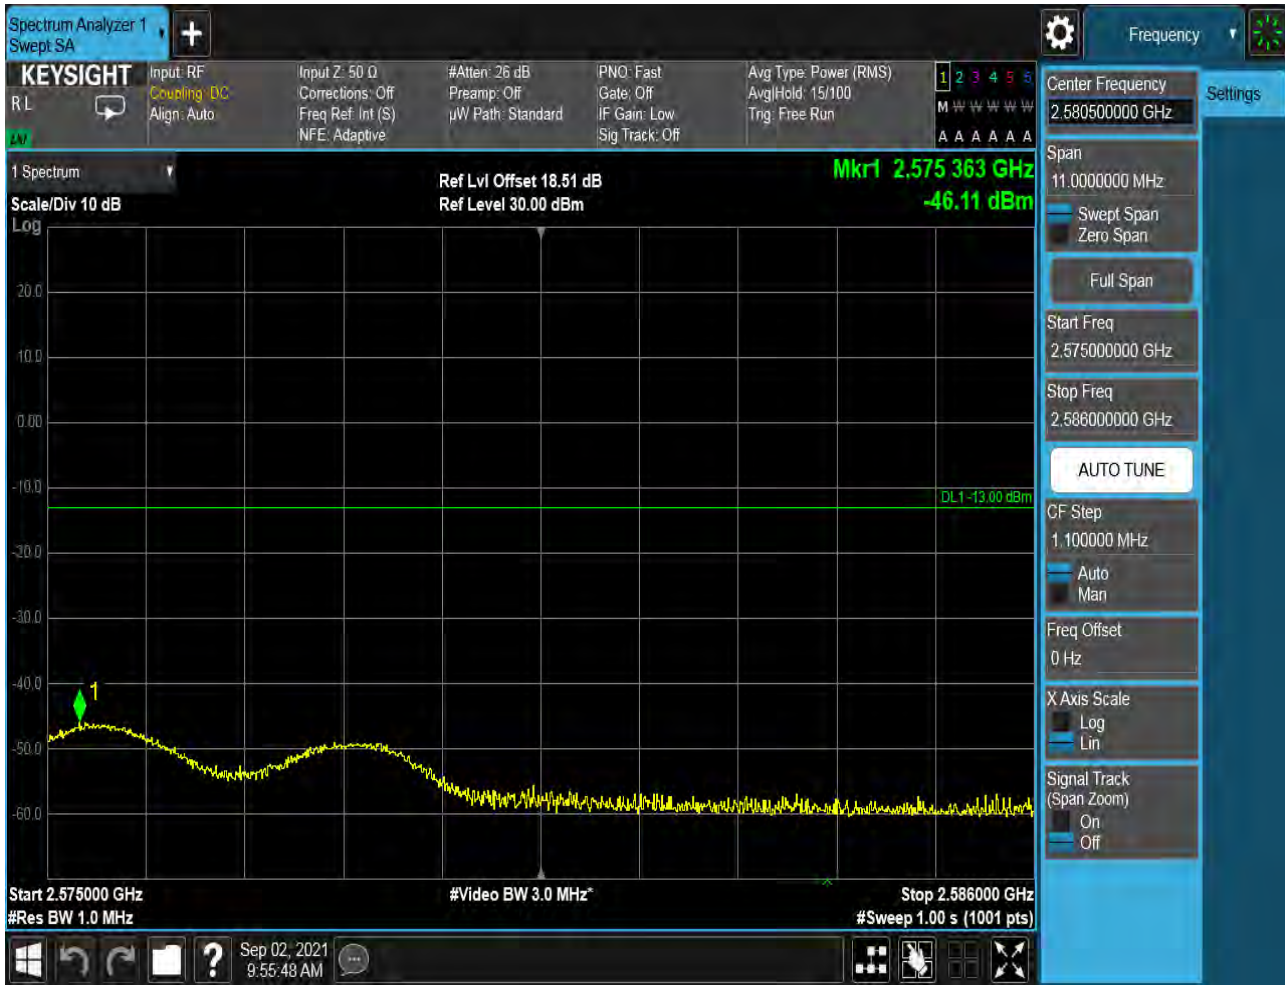 Spectrum Analyzer 1
Swept SA
Frequency
KEYSIGHT
R L
LNI
Input: RF
Coupling: DC
Align: Auto
Input Z: 50 Ω
Corrections: Off
Freq Ref: Int (S)
NFE: Adaptive
#Atten: 26 dB
Preamp: Off
µW Path: Standard
PNO: Fast
Gate: Off
IF Gain: Low
Sig Track: Off
Avg Type: Power (RMS)
Avg|Hold: 15/100
Trig: Free Run
1 2 3 4 5 6
M W W W W W
A A A A A A
1 Spectrum
Scale/Div 10 dB
Log
Ref Lvl Offset 18.51 dB
Ref Level 30.00 dBm
Mkr1 2.575 363 GHz
-46.11 dBm
20.0
10.0
0.00
-10.0
DL1 -13.00 dBm
-20.0
-30.0
-40.0
1
-50.0
-60.0
Start 2.575000 GHz
#Video BW 3.0 MHz*
Stop 2.586000 GHz
#Res BW 1.0 MHz
#Sweep 1.00 s (1001 pts)
?
Sep 02, 2021
9:55:48 AM
Center Frequency
2.580500000 GHz
Settings
Span
11.0000000 MHz
Swept Span
Zero Span
Full Span
Start Freq
2.575000000 GHz
Stop Freq
2.586000000 GHz
AUTO TUNE
CF Step
1.100000 MHz
Auto
Man
Freq Offset
0 Hz
X Axis Scale
Log
Lin
Signal Track
(Span Zoom)
On
Off